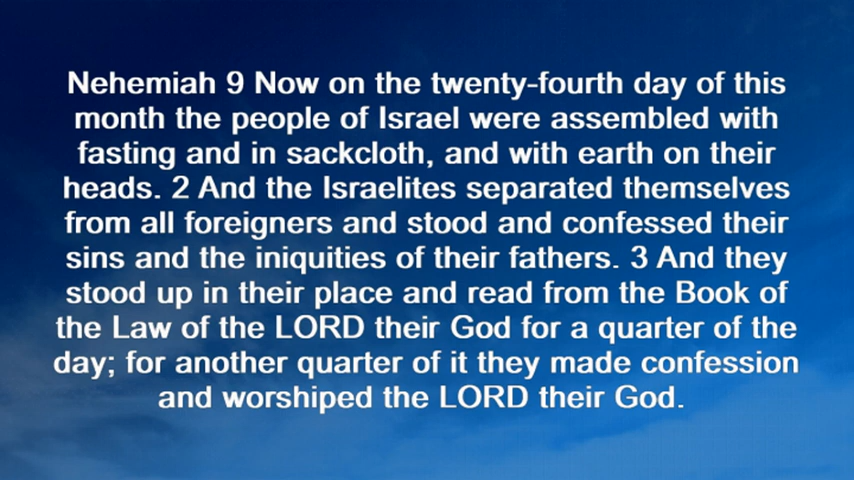 Nehemiah 9 Now on the twenty-fourth day of this
month the people of Israel were assembled with
fasting and in sackcloth, and with earth on their
heads. 2 And the Israelites separated themselves
from all foreigners and stood and confessed their
sins and the iniquities of their fathers. 3 And they
stood up in their place and read from the Book of
the Law of the LORD their God for a quarter of the
day; for another quarter of it they made confession
and worshiped the LORD their God.